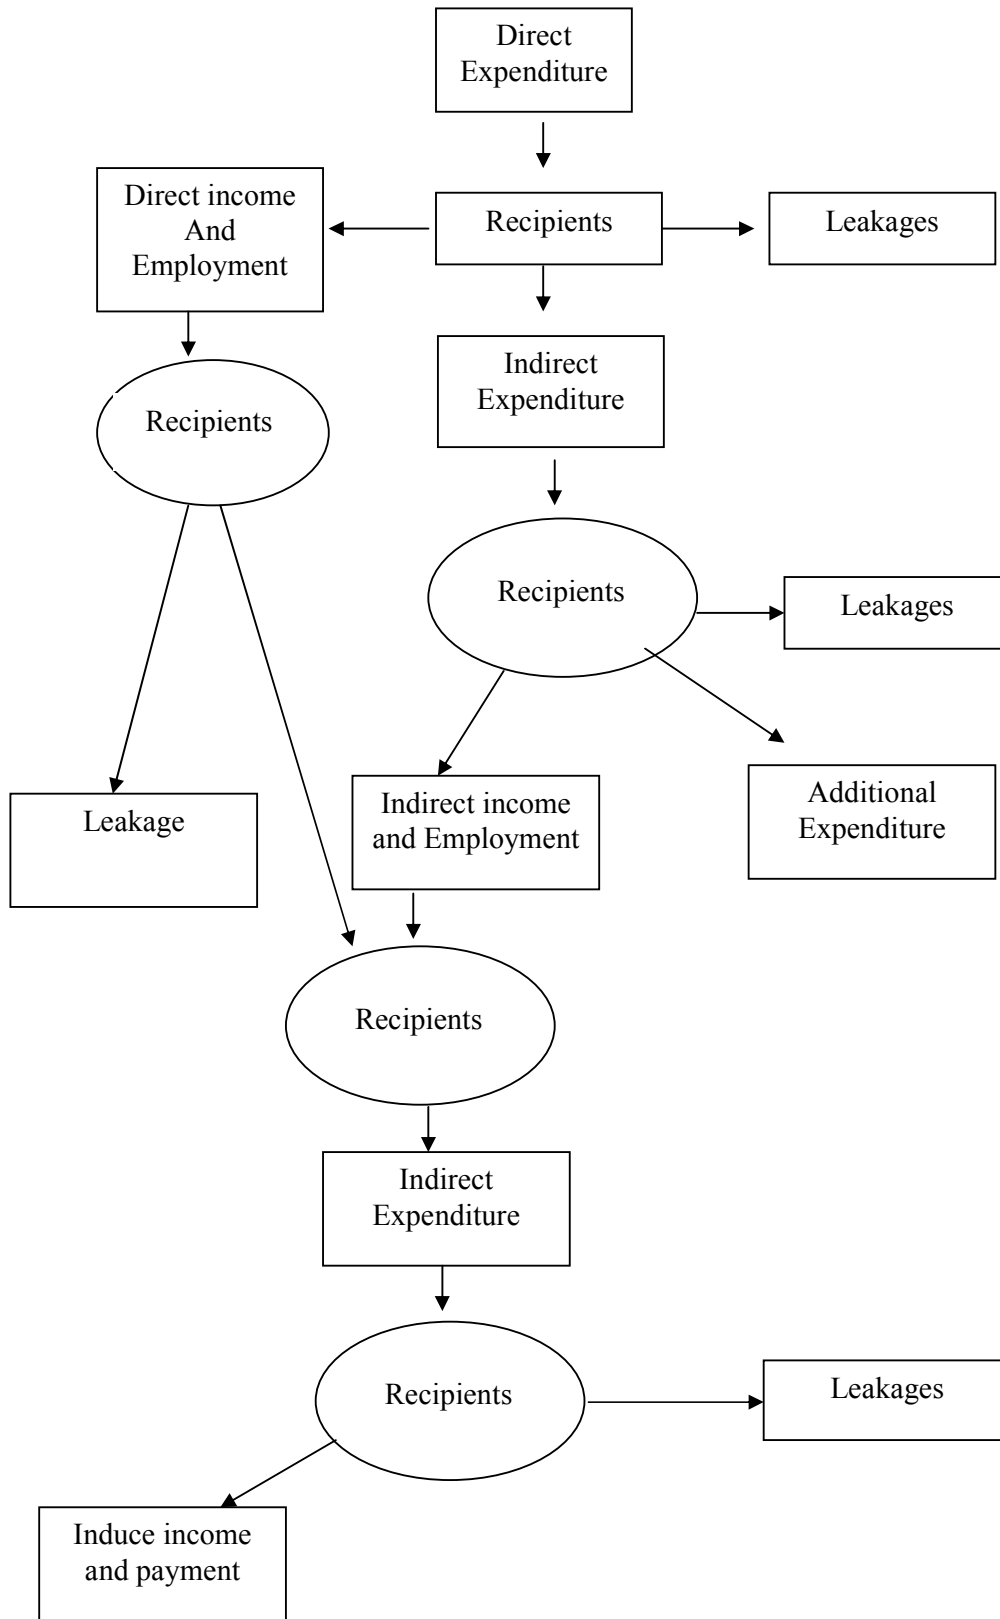 Direct
Expenditure
Direct income
And
Employment
Recipients
Leakages
Indirect
Expenditure
Recipients
Recipients
Leakages
Leakage
Indirect income
and Employment
Additional
Expenditure
Recipients
Indirect
Expenditure
Recipients
Leakages
Induce income
and payment